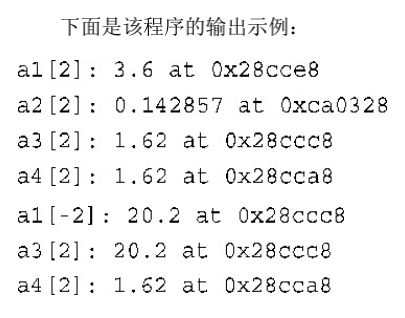 下面是该程序的输出示例：
a1[2]: 3.6 at 0x28cce8
a2[2]: 0.142857 at 0xca0328
a3[2]: 1.62 at 0x28ccc8
a4[2]: 1.62 at 0x28cca8
a1[-2]: 20.2 at 0x28ccc8
a3[2]: 20.2 at 0x28ccc8
a4[2]: 1.62 at 0x28cca8